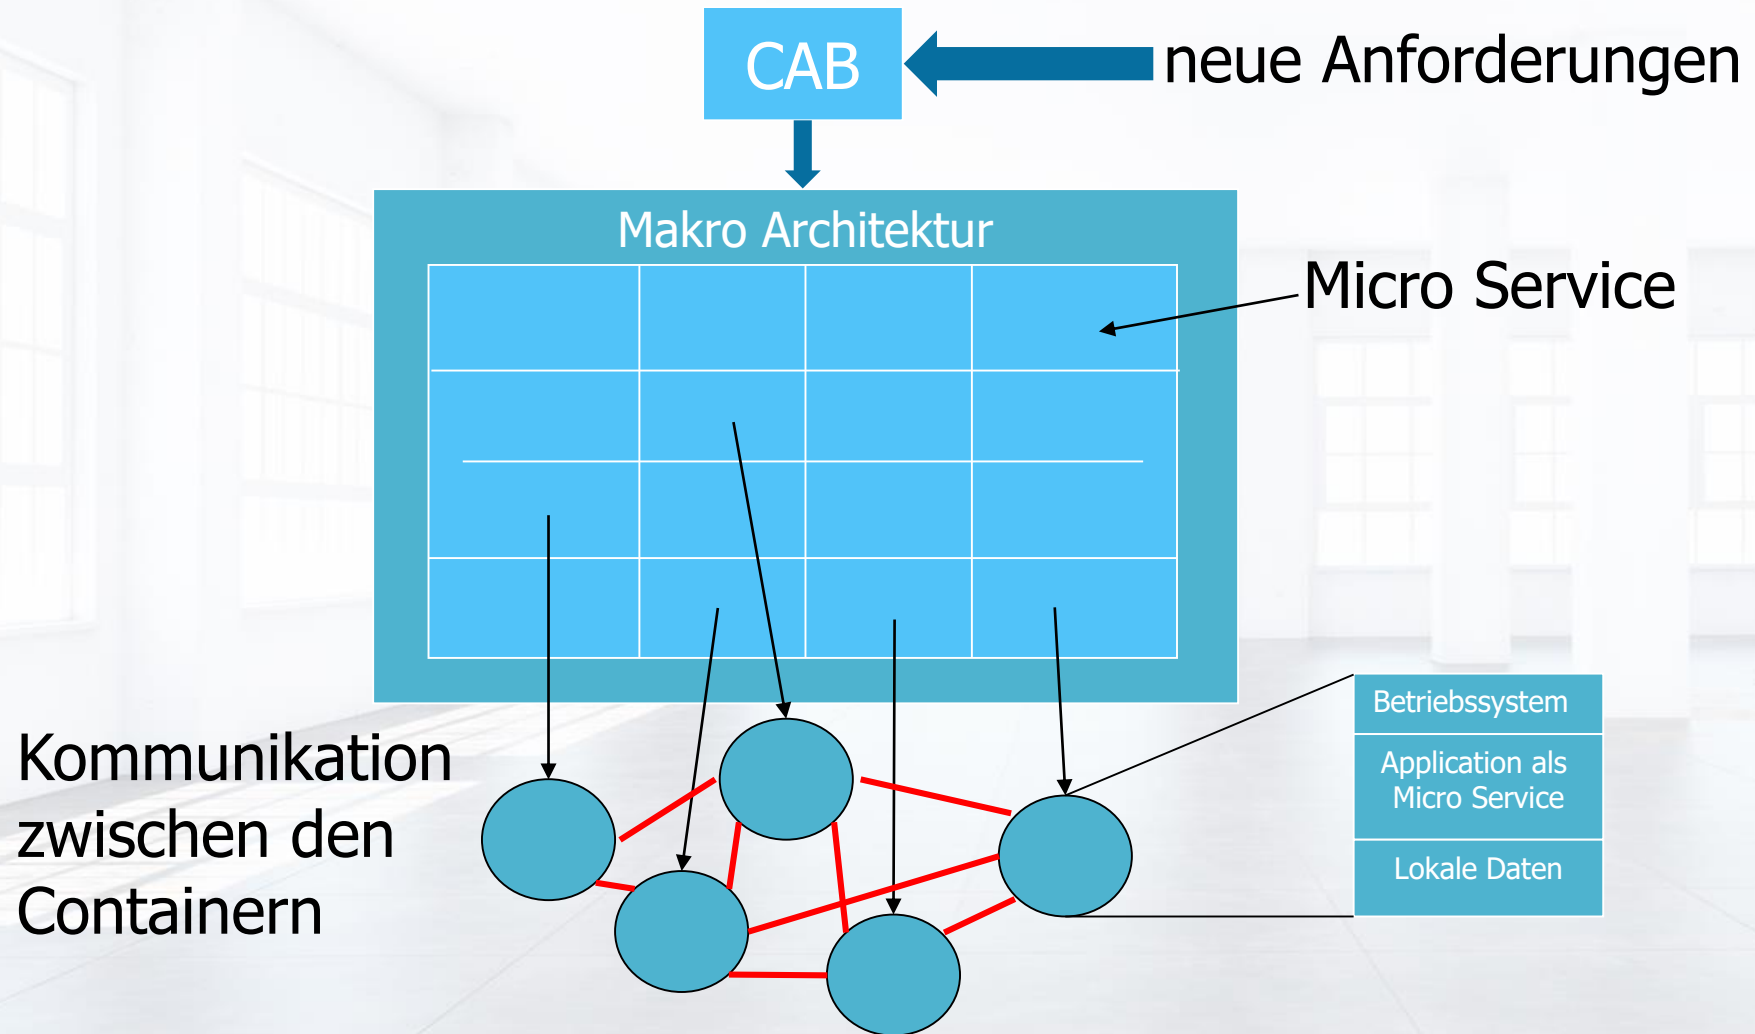 CAB
neue Anforderungen
Makro Architektur
Micro Service
Betriebssystem
Application als
Micro Service
Lokale Daten
Kommunikation
zwischen den
Containern